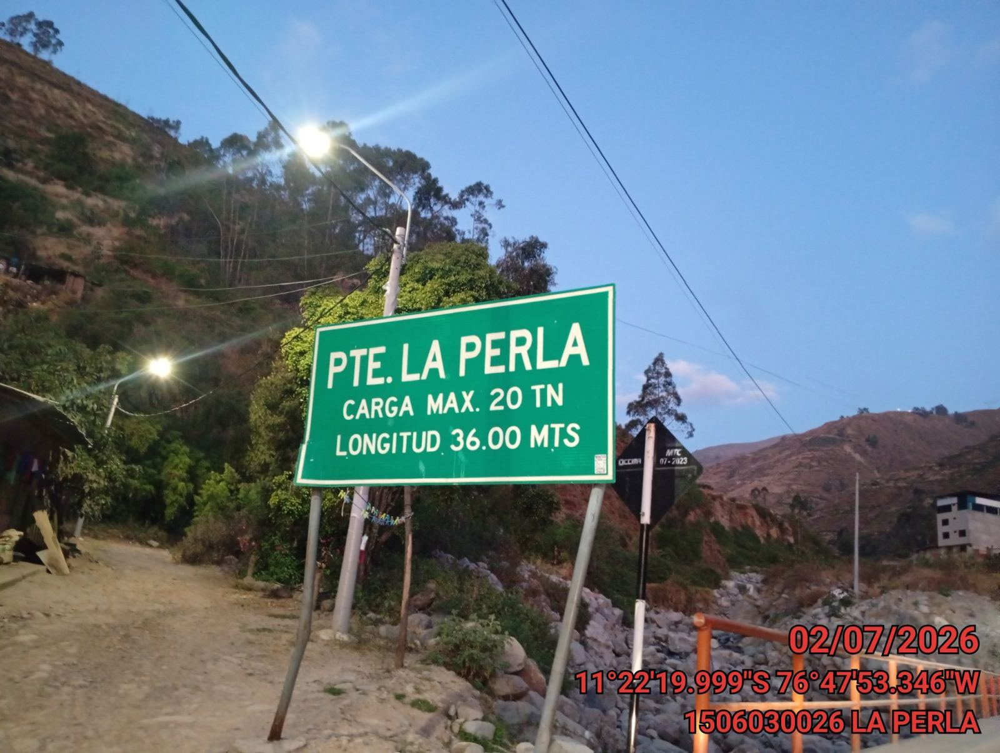 PTE. LA PERLA
CARGA MAX. 20 TN
LONGITUD 36.00 MTS
MTC
07-2023
02/07/2026
11°22'19.999"S 76°47'53.346"W
1506030026 LA PERLA